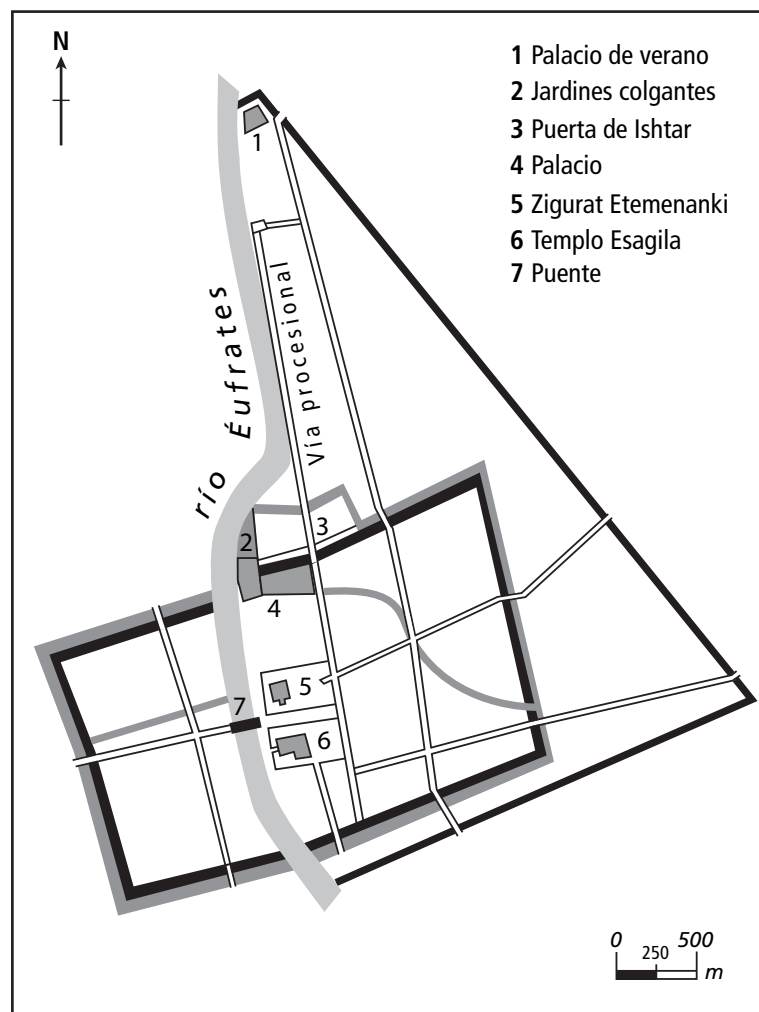 N
1 Palacio de verano
2 Jardines colgantes
3 Puerta de Ishtar
4 Palacio
5 Zigurat Etemenanki
6 Templo Esagila
7 Puente
1
río Éufrates
Vía procesional
3
2
4
5
7
6
0 250 500
m